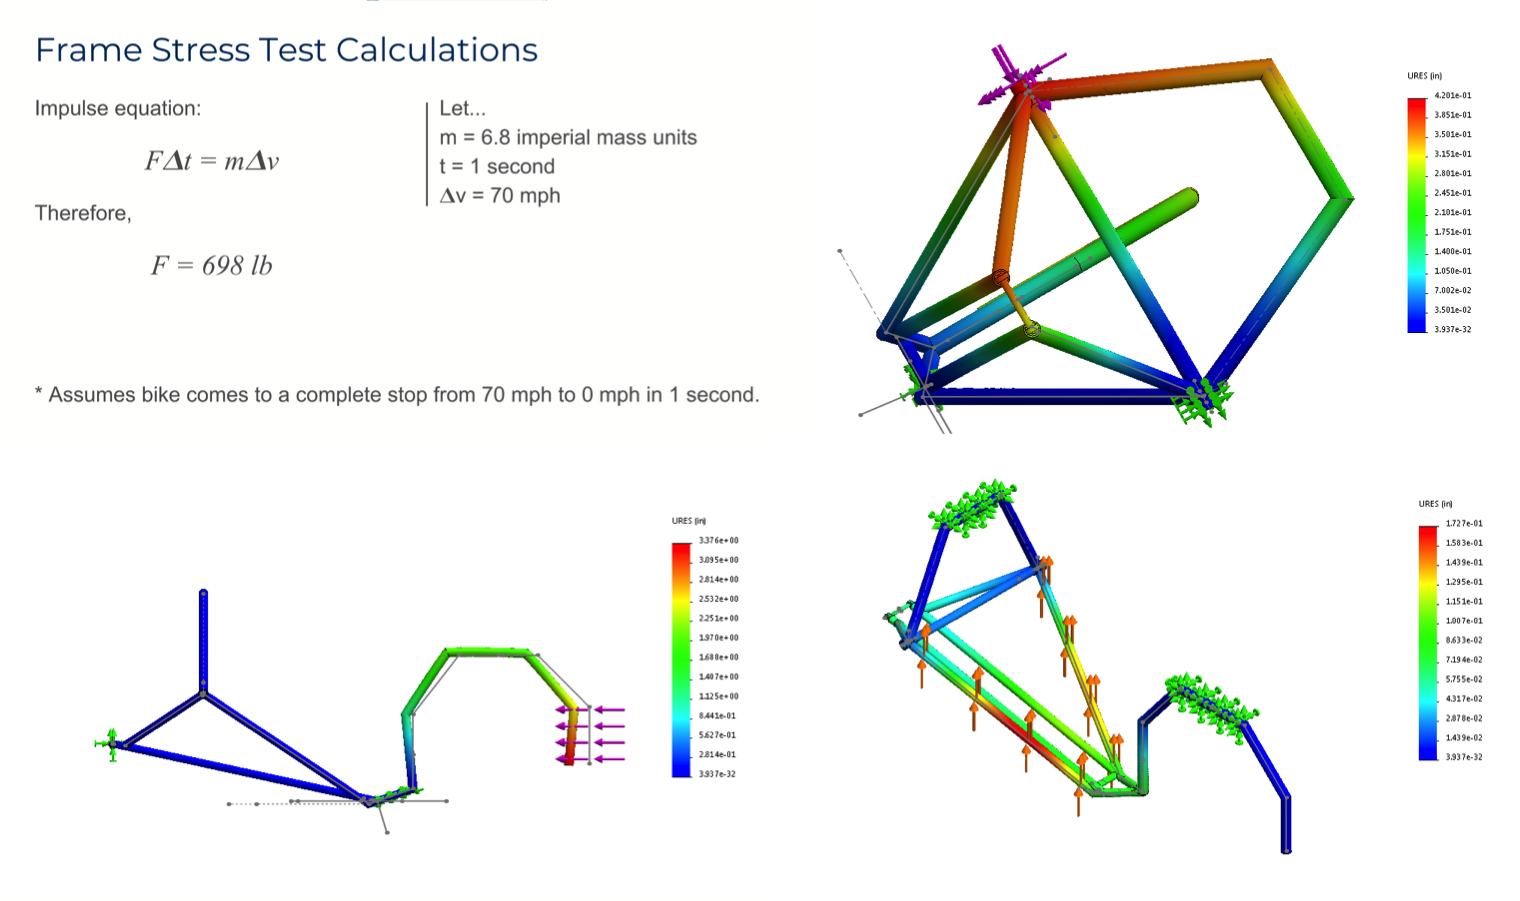 Frame Stress Test Calculations
Impulse equation:
FΔt = mΔv
Therefore,
F = 698 lb
Let...
m = 6.8 imperial mass units
t = 1 second
Δv = 70 mph
* Assumes bike comes to a complete stop from 70 mph to 0 mph in 1 second.
URES (in)
4.201e-01
3.851e-01
3.501e-01
3.151e-01
2.801e-01
2.451e-01
2.101e-01
1.751e-01
1.400e-01
1.050e-01
7.002e-02
3.501e-02
3.937e-32
URES (in)
3.376e+00
3.095e+00
2.814e+00
2.532e+00
2.251e+00
1.970e+00
1.688e+00
1.407e+00
1.125e+00
8.441e-01
5.627e-01
2.814e-01
3.937e-32
URES (in)
1.727e-01
1.583e-01
1.439e-01
1.295e-01
1.151e-01
1.007e-01
8.633e-02
7.194e-02
5.755e-02
4.317e-02
2.878e-02
1.439e-02
3.937e-32